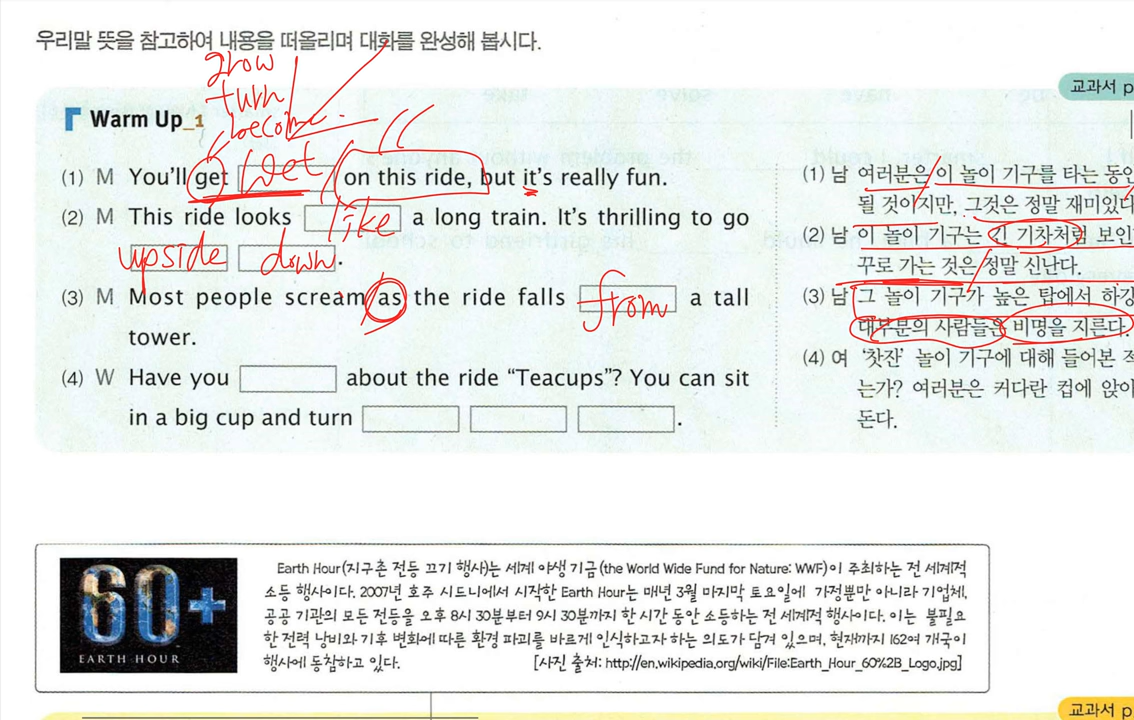 우리말 뜻을 참고하여 내용을 떠올리며 대화를 완성해 봅시다.
grow
turn
become.
교과서 p
Warm Up_1
(1) M You'll get wet on this ride, but it's really fun.
(2) M This ride looks like a long train. It's thrilling to go
upside down.
(3) M Most people scream as the ride falls from a tall
tower.
(4) W Have you about the ride “Teacups”? You can sit
in a big cup and turn .
(1) 남 여러분은 이 놀이 기구를 타는 동안
될 것이지만, 그것은 정말 재미있다
(2) 남 이 놀이 기구는 긴 기차처럼 보인
꾸로 가는 것은 정말 신난다.
(3) 남 그 놀이 기구가 높은 탑에서 하강
대부분의 사람들은 비명을 지른다.
(4) 여 ‘찻잔’ 놀이 기구에 대해 들어본 적
는가? 여러분은 커다란 컵에 앉아
돈다.
60+
EARTH HOUR
Earth Hour(지구촌 전등 끄기 행사)는 세계 야생 기금(the World Wide Fund for Nature: WWF)이 주최하는 전 세계적
소등 행사이다. 2007년 호주 시드니에서 시작한 Earth Hour는 매년 3월 마지막 토요일에 가정뿐만 아니라 기업체,
공공 기관의 모든 전등을 오후 8시 30분부터 9시 30분까지 한 시간 동안 소등하는 전 세계적 행사이다. 이는 불필요
한 전력 낭비와 기후 변화에 따른 환경 파괴를 바르게 인식하고자 하는 의도가 담겨 있으며, 현재까지 162여 개국이
행사에 동참하고 있다. [사진 출처: http://en.wikipedia.org/wiki/File:Earth_Hour_60%2B_Logo.jpg]
교과서 p